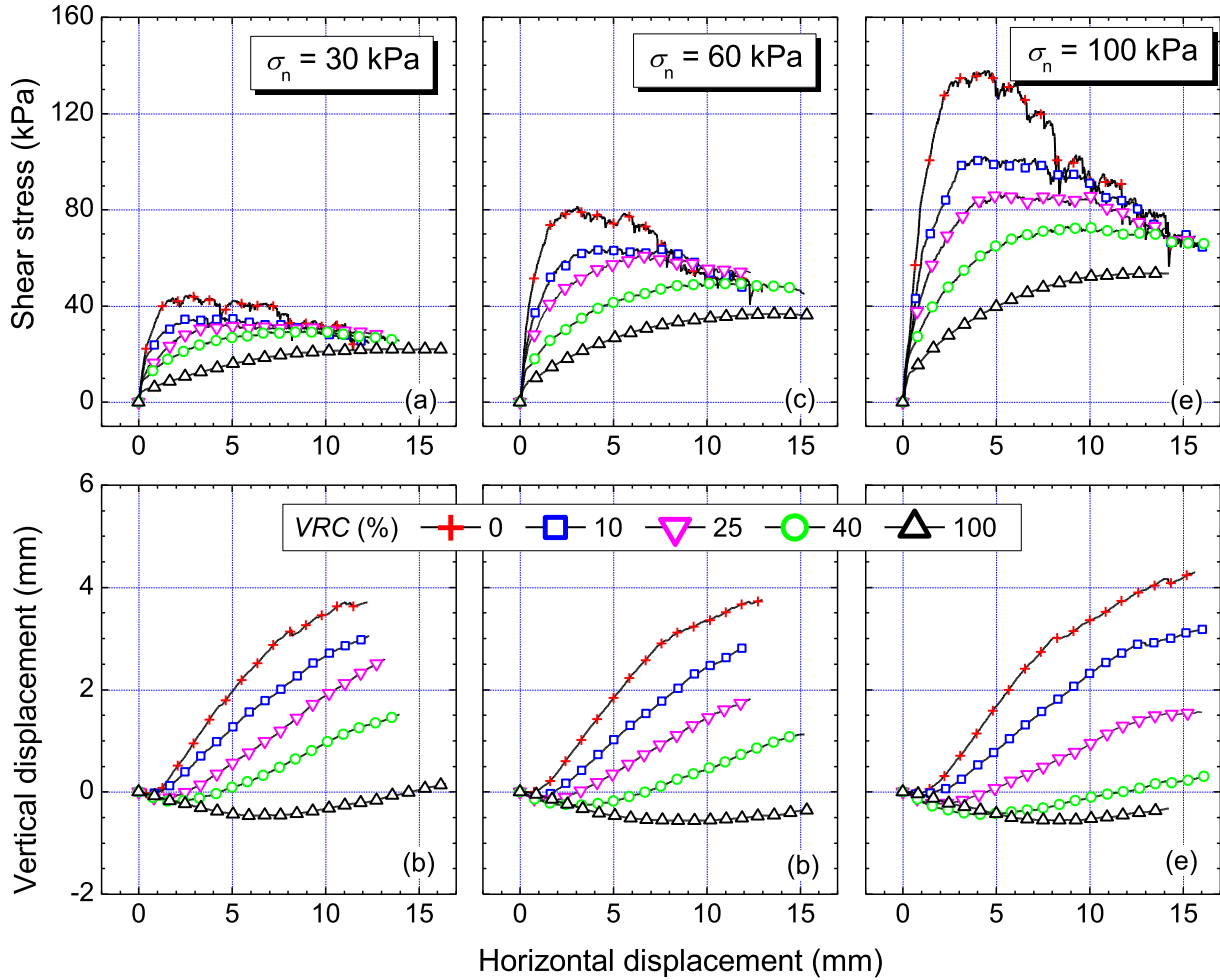 160
120
80
40
0
Shear stress (kPa)
σn = 30 kPa
σn = 60 kPa
σn = 100 kPa
(a)
(c)
(e)
0 5 10 15
0 5 10 15
0 5 10 15
6
4
2
0
-2
Vertical displacement (mm)
VRC (%) 0 10 25 40 100
(b)
(b)
(e)
0 5 10 15
0 5 10 15
0 5 10 15
Horizontal displacement (mm)